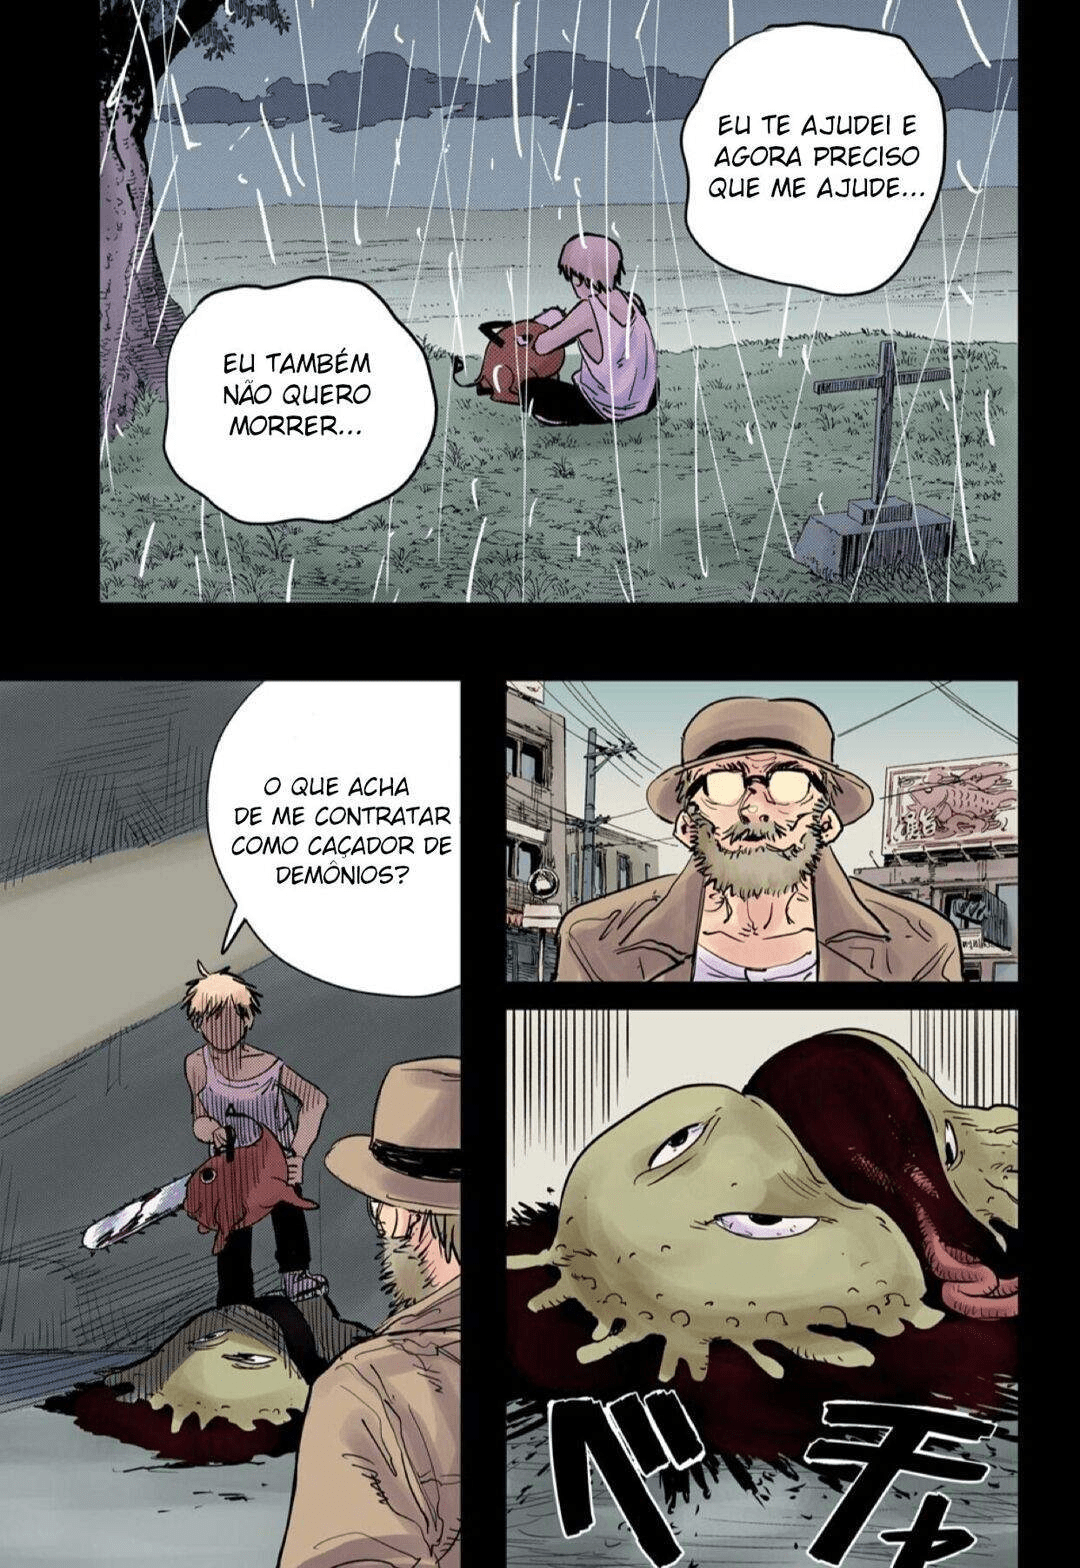 EU TE AJUDEI E
AGORA PRECISO
QUE ME AJUDE...
EU TAMBÉM
NÃO QUERO
MORRER...
O QUE ACHA
DE ME CONTRATAR
COMO CAÇADOR DE
DEMÔNIOS?
ベチャ